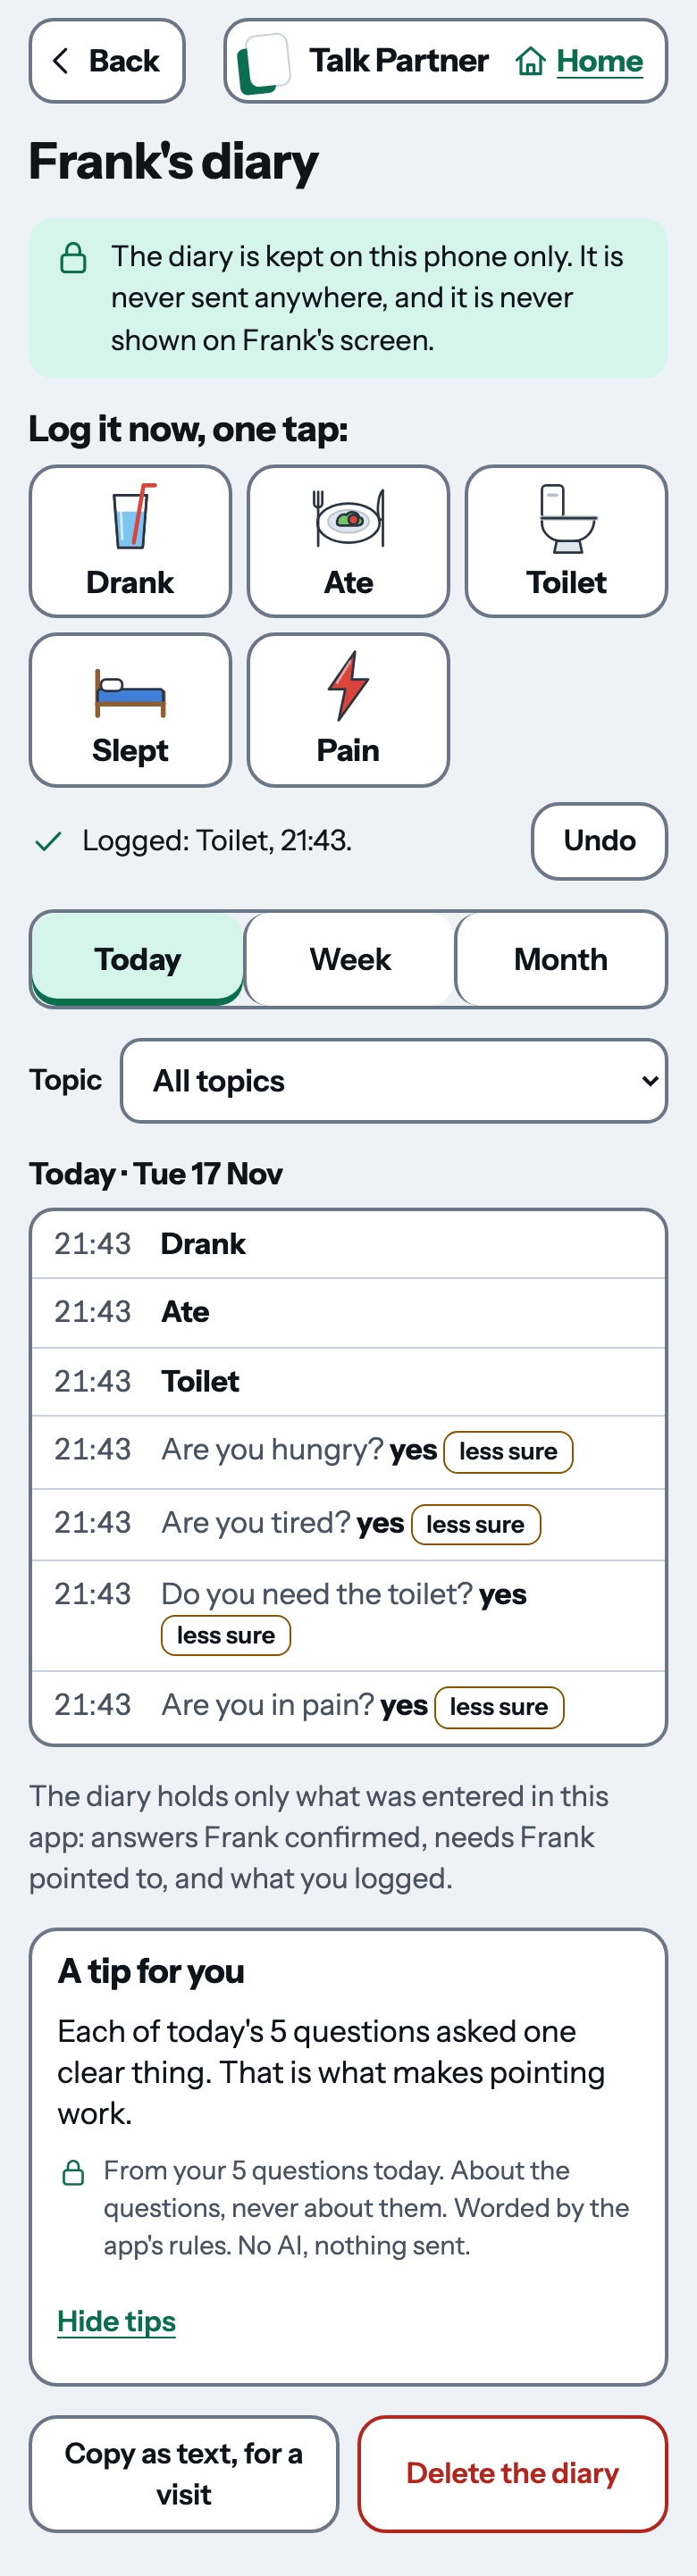 Back
Talk Partner
Home
Frank's diary
The diary is kept on this phone only. It is
never sent anywhere, and it is never
shown on Frank's screen.
Log it now, one tap:
Drank
Ate
Toilet
Slept
Pain
Logged: Toilet, 21:43.
Undo
Today
Week
Month
Topic
All topics
Today · Tue 17 Nov
21:43 Drank
21:43 Ate
21:43 Toilet
21:43 Are you hungry? yes less sure
21:43 Are you tired? yes less sure
21:43 Do you need the toilet? yes
less sure
21:43 Are you in pain? yes less sure
The diary holds only what was entered in this
app: answers Frank confirmed, needs Frank
pointed to, and what you logged.
A tip for you
Each of today's 5 questions asked one
clear thing. That is what makes pointing
work.
From your 5 questions today. About the
questions, never about them. Worded by the
app's rules. No AI, nothing sent.
Hide tips
Copy as text, for a
visit
Delete the diary